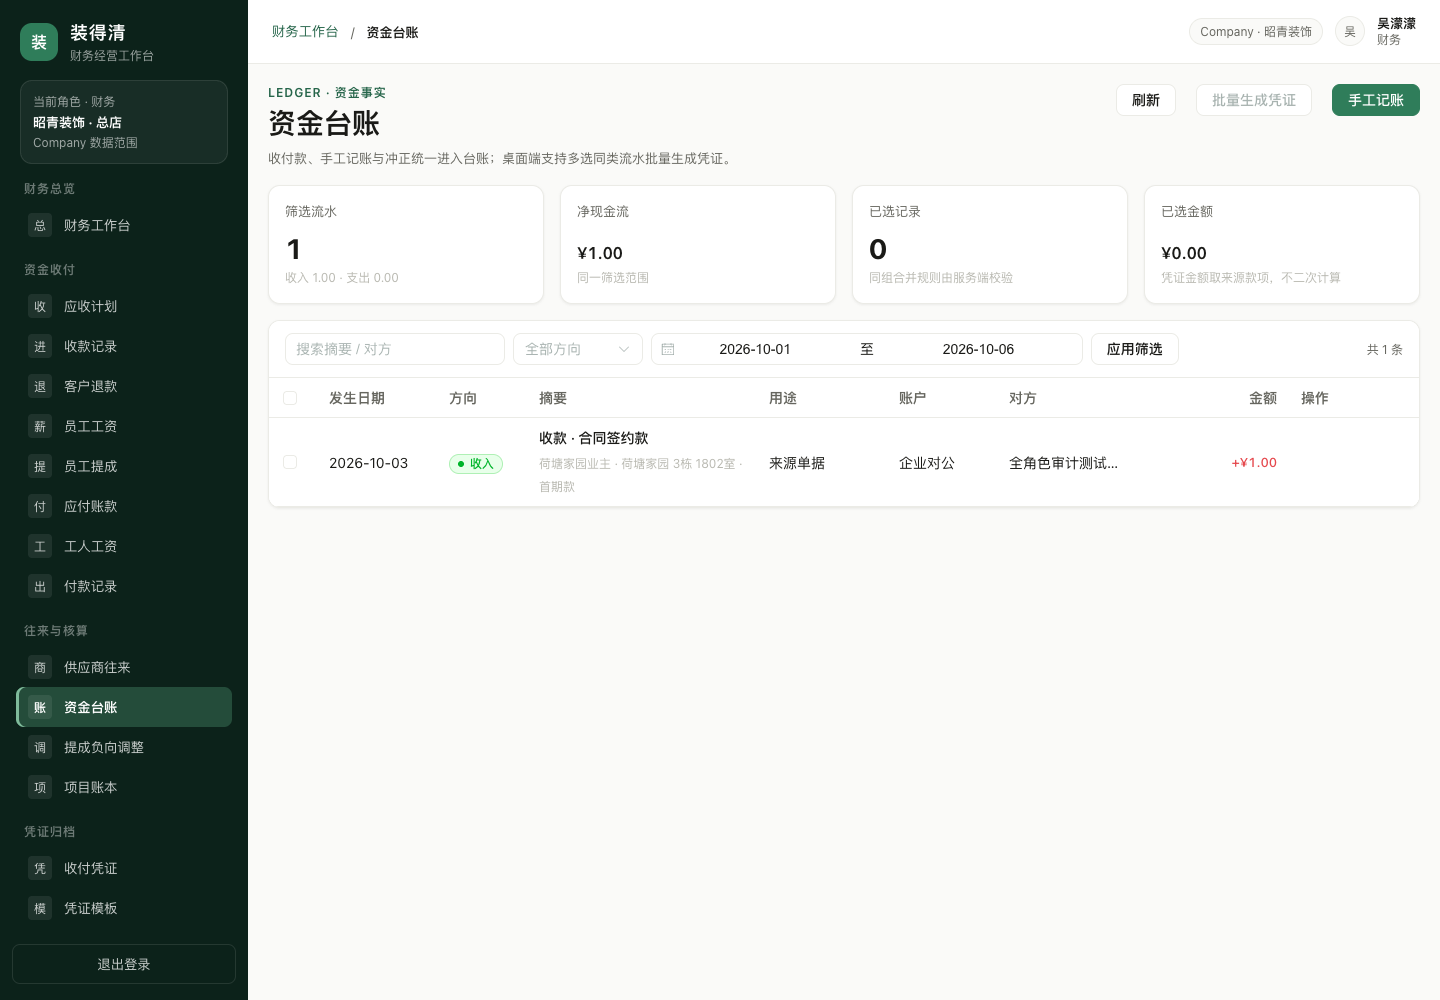 装
装得清
财务经营工作台
当前角色 · 财务
昭青装饰 · 总店
Company 数据范围
财务总览
总 财务工作台
资金收付
收 应收计划
进 收款记录
退 客户退款
薪 员工工资
提 员工提成
付 应付账款
工 工人工资
出 付款记录
往来与核算
商 供应商往来
账 资金台账
调 提成负向调整
项 项目账本
凭证归档
凭 收付凭证
模 凭证模板
退出登录
财务工作台 / 资金台账
Company · 昭青装饰
吴
吴濛濛
财务
LEDGER · 资金事实
资金台账
收付款、手工记账与冲正统一进入台账；桌面端支持多选同类流水批量生成凭证。
刷新 批量生成凭证 手工记账
筛选流水
1
收入 1.00 · 支出 0.00
净现金流
¥1.00
同一筛选范围
已选记录
0
同组合并规则由服务端校验
已选金额
¥0.00
凭证金额取来源款项，不二次计算
搜索摘要 / 对方 全部方向 2026-10-01 至 2026-10-06 应用筛选 共 1 条
发生日期 方向 摘要 用途 账户 对方 金额 操作
2026-10-03 收入
收款 · 合同签约款
荷塘家园业主 · 荷塘家园 3栋 1802室 ·
首期款
来源单据 企业对公 全角色审计测试... +¥1.00